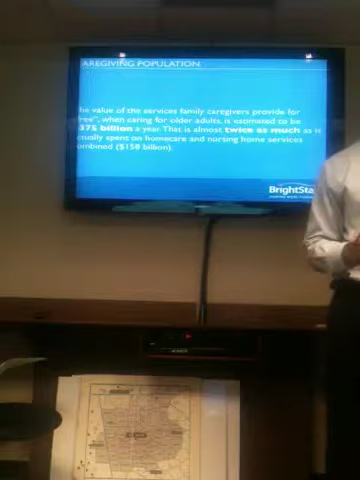 AREGIVING POPULATION
he value of the services family caregivers provide for
free", when caring for older adults, is estimated to be
375 billion a year. That is almost twice as much as is
ctually spent on homecare and nursing home services
ombined ($158 billion).
BrightSta